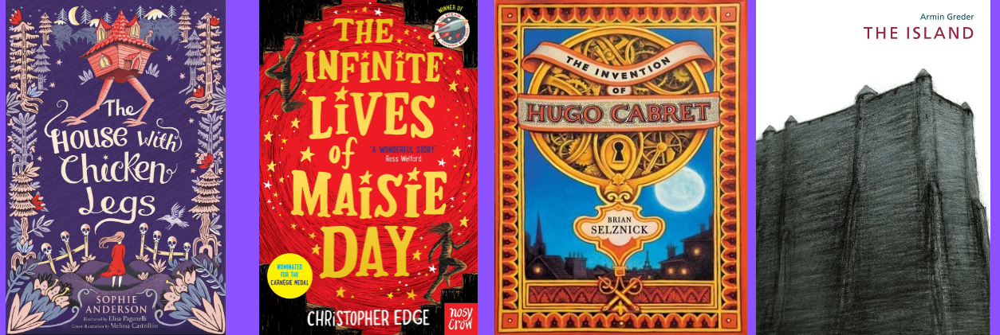 The
House with
Chicken
Legs
SOPHIE
ANDERSON
Illustrated by Elisa Paganelli
Cover illustration by Melissa Castrillón
WINNER OF
THE
INFINITE
LIVES
of
"A WONDERFUL STORY"
Ross Welford
MAISIE
DAY
NOMINATED
FOR THE
CARNEGIE MEDAL
CHRISTOPHER EDGE
nosy
crow
THE INVENTION
OF
HUGO CABRET
BRIAN
SELZNICK
Armin Greder
THE ISLAND